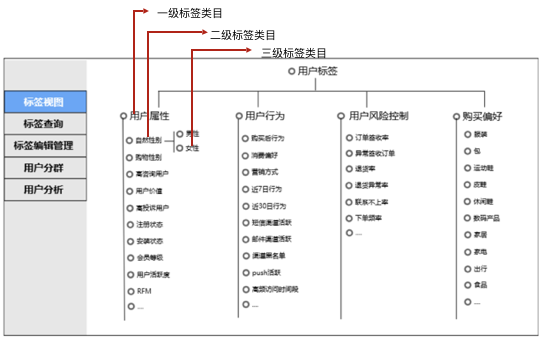 一级标签类目
二级标签类目
三级标签类目
用户标签
标签视图
标签查询
标签编辑管理
用户分群
用户分析
用户属性
自然性别
男性
女性
购物性别
高咨询用户
用户价值
高投诉用户
注册状态
安装状态
会员等级
用户活跃度
RFM
....
用户行为
购买后行为
消费偏好
营销方式
近7日行为
近30日行为
短信渠道活跃
邮件渠道活跃
渠道黑名单
push活跃
高频访问时间段
....
用户风险控制
订单签收率
异常签收订单
退货率
退货异常率
联系不上率
下单频率
....
购买偏好
服装
包
运动鞋
皮鞋
休闲鞋
数码产品
家居
家电
出行
食品
....